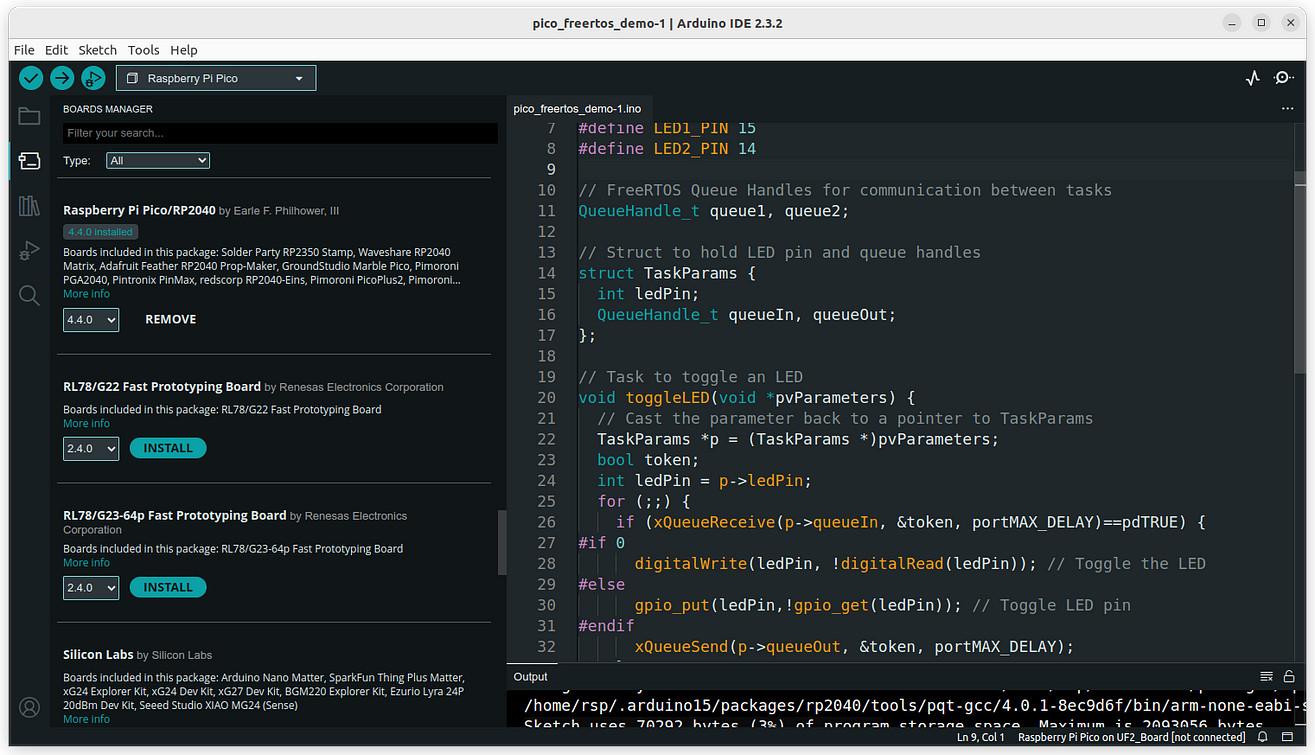 pico_freertos_demo-1 | Arduino IDE 2.3.2
File Edit Sketch Tools Help
Raspberry Pi Pico
BOARDS MANAGER
Filter your search...
Type: All
Raspberry Pi Pico/RP2040 by Earle F. Philhower, III
4.4.0 installed
Boards included in this package: Solder Party RP2350 Stamp, Waveshare RP2040
Matrix, Adafruit Feather RP2040 Prop-Maker, GroundStudio Marble Pico, Pimoroni
PGA2040, Pintronix PinMax, redscorp RP2040-Eins, Pimoroni PicoPlus2, Pimoroni...
More info
4.4.0 REMOVE
RL78/G22 Fast Prototyping Board by Renesas Electronics Corporation
Boards included in this package: RL78/G22 Fast Prototyping Board
More info
2.4.0 INSTALL
RL78/G23-64p Fast Prototyping Board by Renesas Electronics
Corporation
Boards included in this package: RL78/G23-64p Fast Prototyping Board
More info
2.4.0 INSTALL
Silicon Labs by Silicon Labs
Boards included in this package: Arduino Nano Matter, SparkFun Thing Plus Matter,
xG24 Explorer Kit, xG24 Dev Kit, xG27 Dev Kit, BGM220 Explorer Kit, Ezurio Lyra 24P
20dBm Dev Kit, Seeed Studio XIAO MG24 (Sense)
More info
pico_freertos_demo-1.ino
7 #define LED1_PIN 15
8 #define LED2_PIN 14
9
10 // FreeRTOS Queue Handles for communication between tasks
11 QueueHandle_t queue1, queue2;
12
13 // Struct to hold LED pin and queue handles
14 struct TaskParams {
15 int ledPin;
16 QueueHandle_t queueIn, queueOut;
17 };
18
19 // Task to toggle an LED
20 void toggleLED(void *pvParameters) {
21 // Cast the parameter back to a pointer to TaskParams
22 TaskParams *p = (TaskParams *)pvParameters;
23 bool token;
24 int ledPin = p->ledPin;
25 for (;;) {
26 if (xQueueReceive(p->queueIn, &token, portMAX_DELAY)==pdTRUE) {
27 #if 0
28 digitalWrite(ledPin, !digitalRead(ledPin)); // Toggle the LED
29 #else
30 gpio_put(ledPin,!gpio_get(ledPin)); // Toggle LED pin
31 #endif
32 xQueueSend(p->queueOut, &token, portMAX_DELAY);
Output
/home/rsp/.arduino15/packages/rp2040/tools/pqt-gcc/4.0.1-8ec9d6f/bin/arm-none-eabi-s
Sketch uses 70292 bytes (3%) of program storage space. Maximum is 2093056 bytes.
Ln 9, Col 1 Raspberry Pi Pico on UF2_Board [not connected]